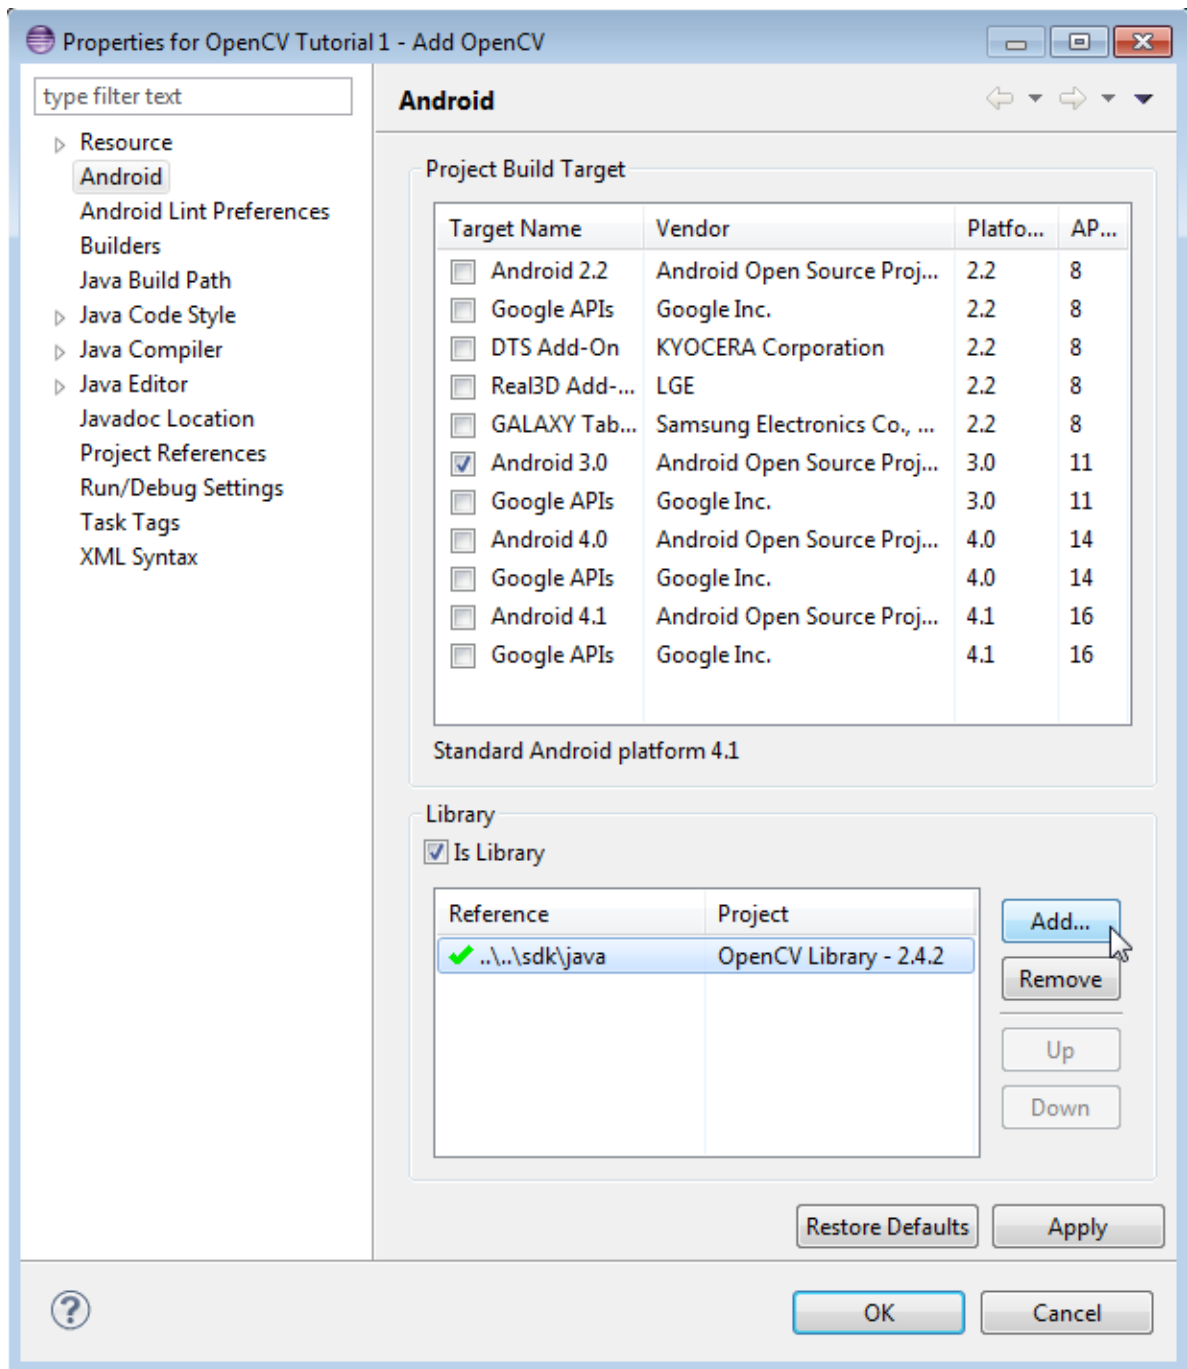 Properties for OpenCV Tutorial 1 - Add OpenCV
type filter text
Resource
Android
Android Lint Preferences
Builders
Java Build Path
Java Code Style
Java Compiler
Java Editor
Javadoc Location
Project References
Run/Debug Settings
Task Tags
XML Syntax
Android
Project Build Target
Target Name Vendor Platfo... AP...
Android 2.2 Android Open Source Proj... 2.2 8
Google APIs Google Inc. 2.2 8
DTS Add-On KYOCERA Corporation 2.2 8
Real3D Add-... LGE 2.2 8
GALAXY Tab... Samsung Electronics Co., ... 2.2 8
Android 3.0 Android Open Source Proj... 3.0 11
Google APIs Google Inc. 3.0 11
Android 4.0 Android Open Source Proj... 4.0 14
Google APIs Google Inc. 4.0 14
Android 4.1 Android Open Source Proj... 4.1 16
Google APIs Google Inc. 4.1 16
Standard Android platform 4.1
Library
Is Library
Reference Project
..\..\sdk\java OpenCV Library - 2.4.2
Add...
Remove
Up
Down
Restore Defaults Apply
? OK Cancel